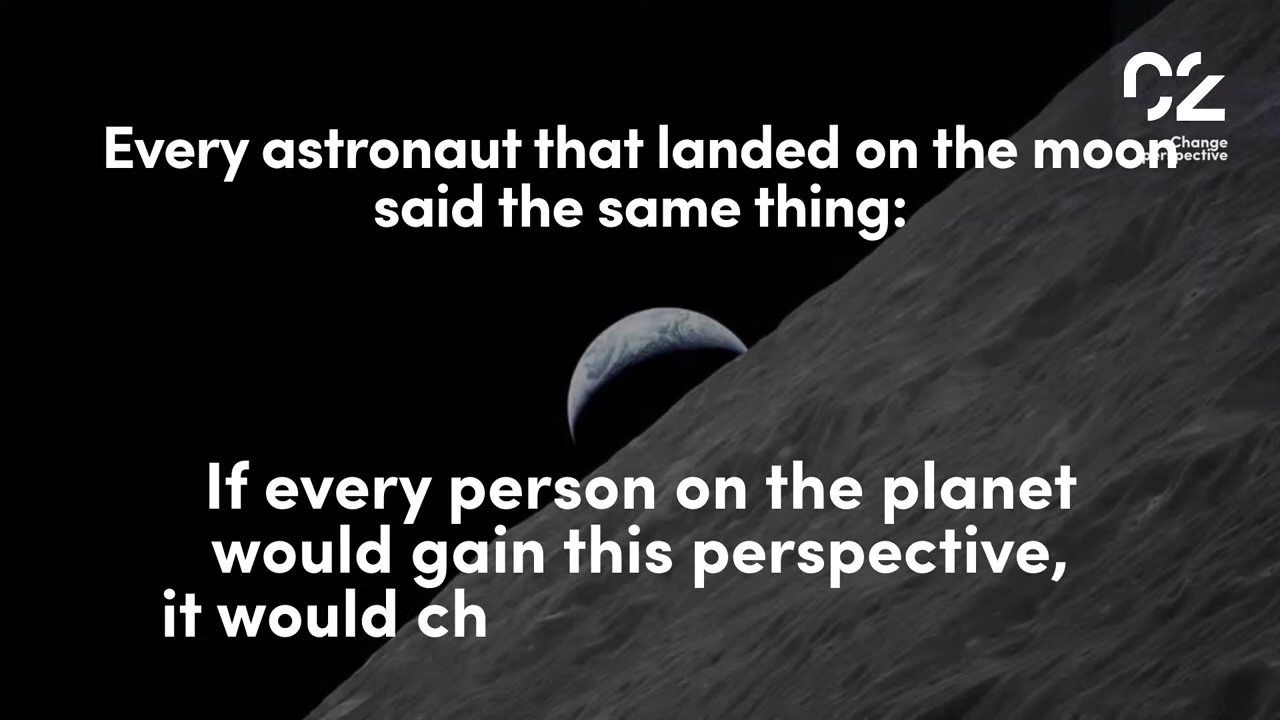 Every astronaut that landed on the moon
said the same thing:
C2
Change
perspective
If every person on the planet
would gain this perspective,
it would ch